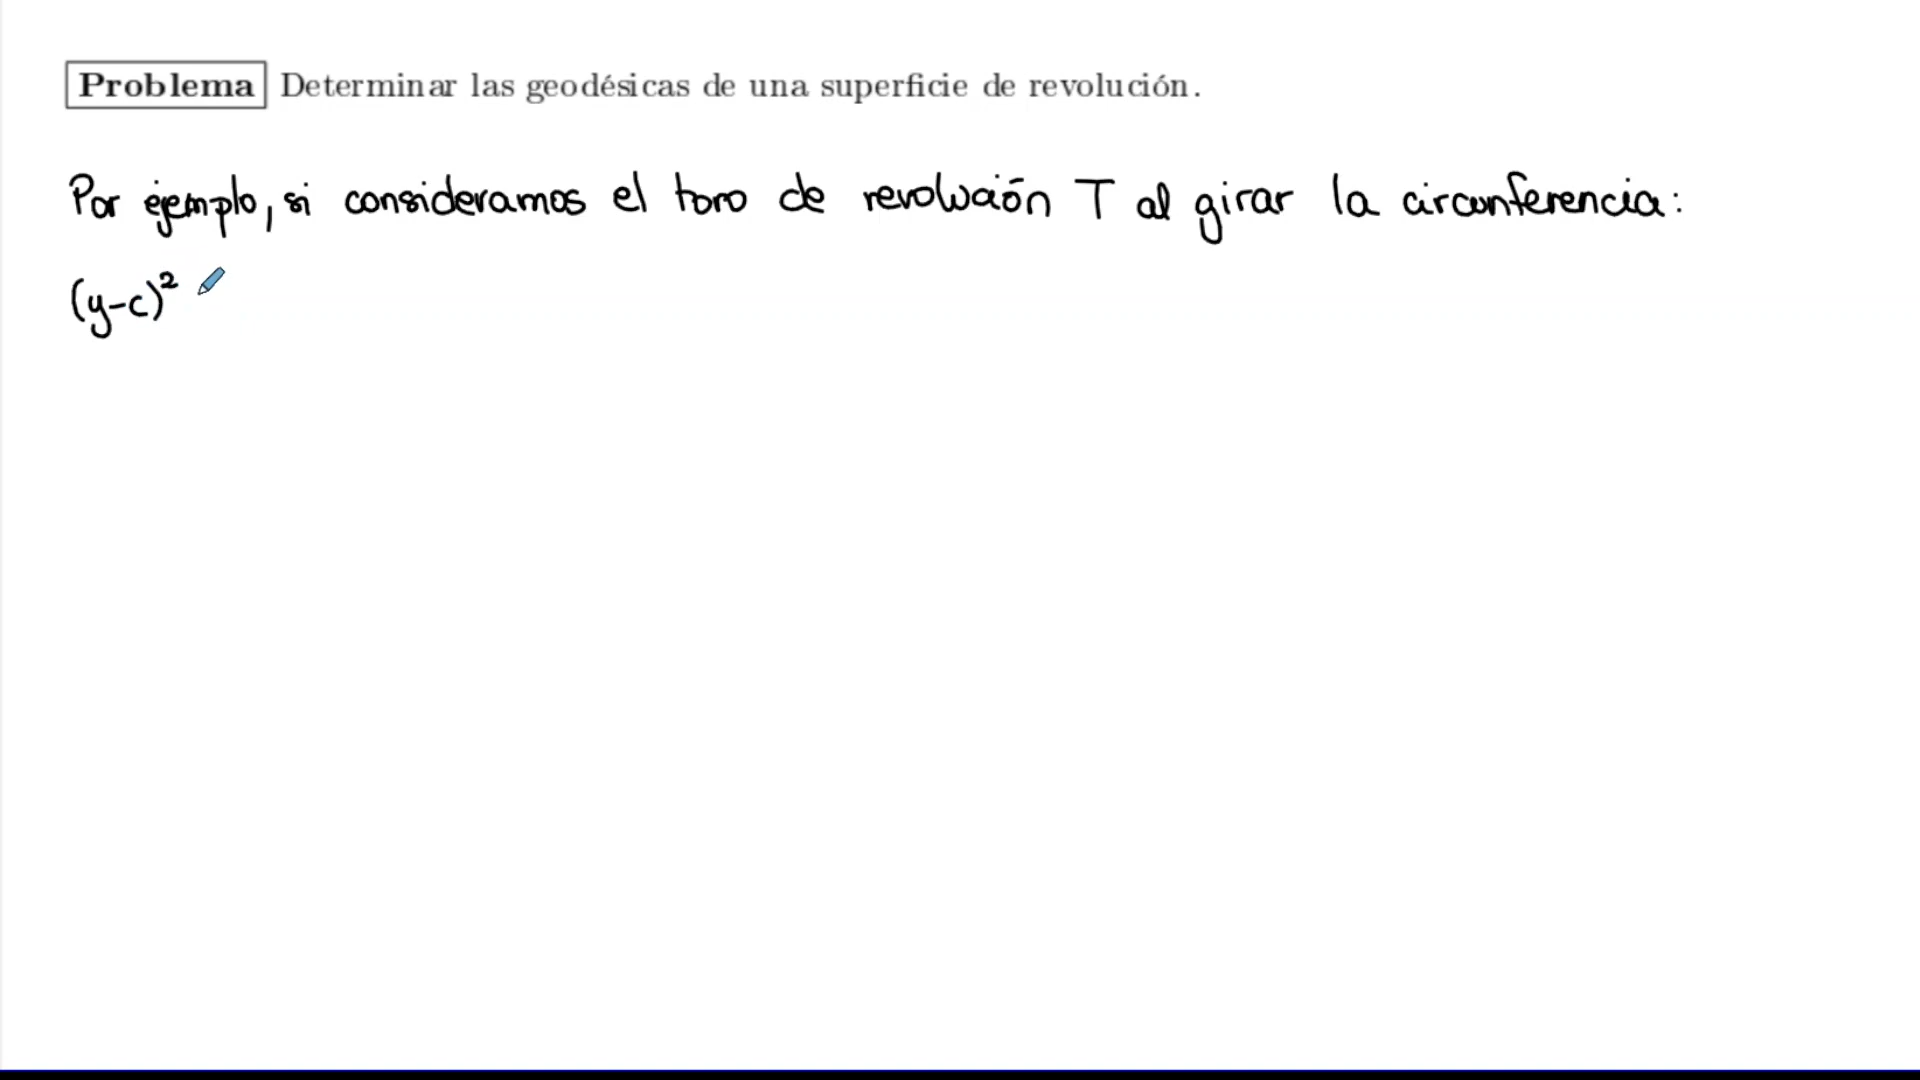 Problema Determinar las geodésicas de una superficie de revolución.
Por ejemplo, si consideramos el toro de revolución T al girar la circunferencia:
(y-c)²